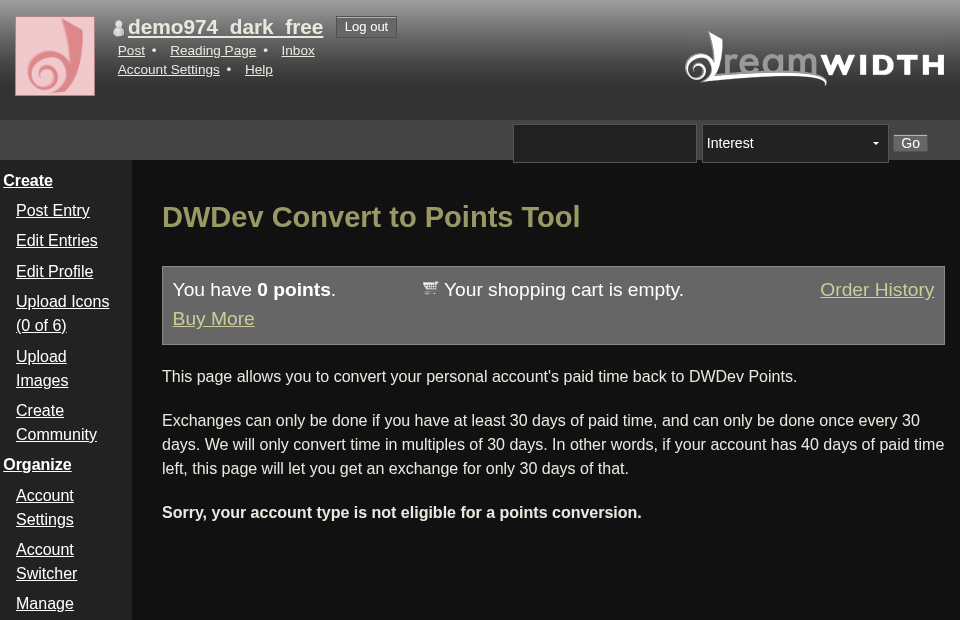 demo974_dark_free Log out
Post • Reading Page • Inbox
Account Settings • Help
dreamWIDTH
Interest Go
Create
Post Entry
Edit Entries
Edit Profile
Upload Icons
(0 of 6)
Upload
Images
Create
Community
Organize
Account
Settings
Account
Switcher
Manage
DWDev Convert to Points Tool
You have 0 points. Your shopping cart is empty. Order History
Buy More
This page allows you to convert your personal account's paid time back to DWDev Points.
Exchanges can only be done if you have at least 30 days of paid time, and can only be done once every 30
days. We will only convert time in multiples of 30 days. In other words, if your account has 40 days of paid time
left, this page will let you get an exchange for only 30 days of that.
Sorry, your account type is not eligible for a points conversion.